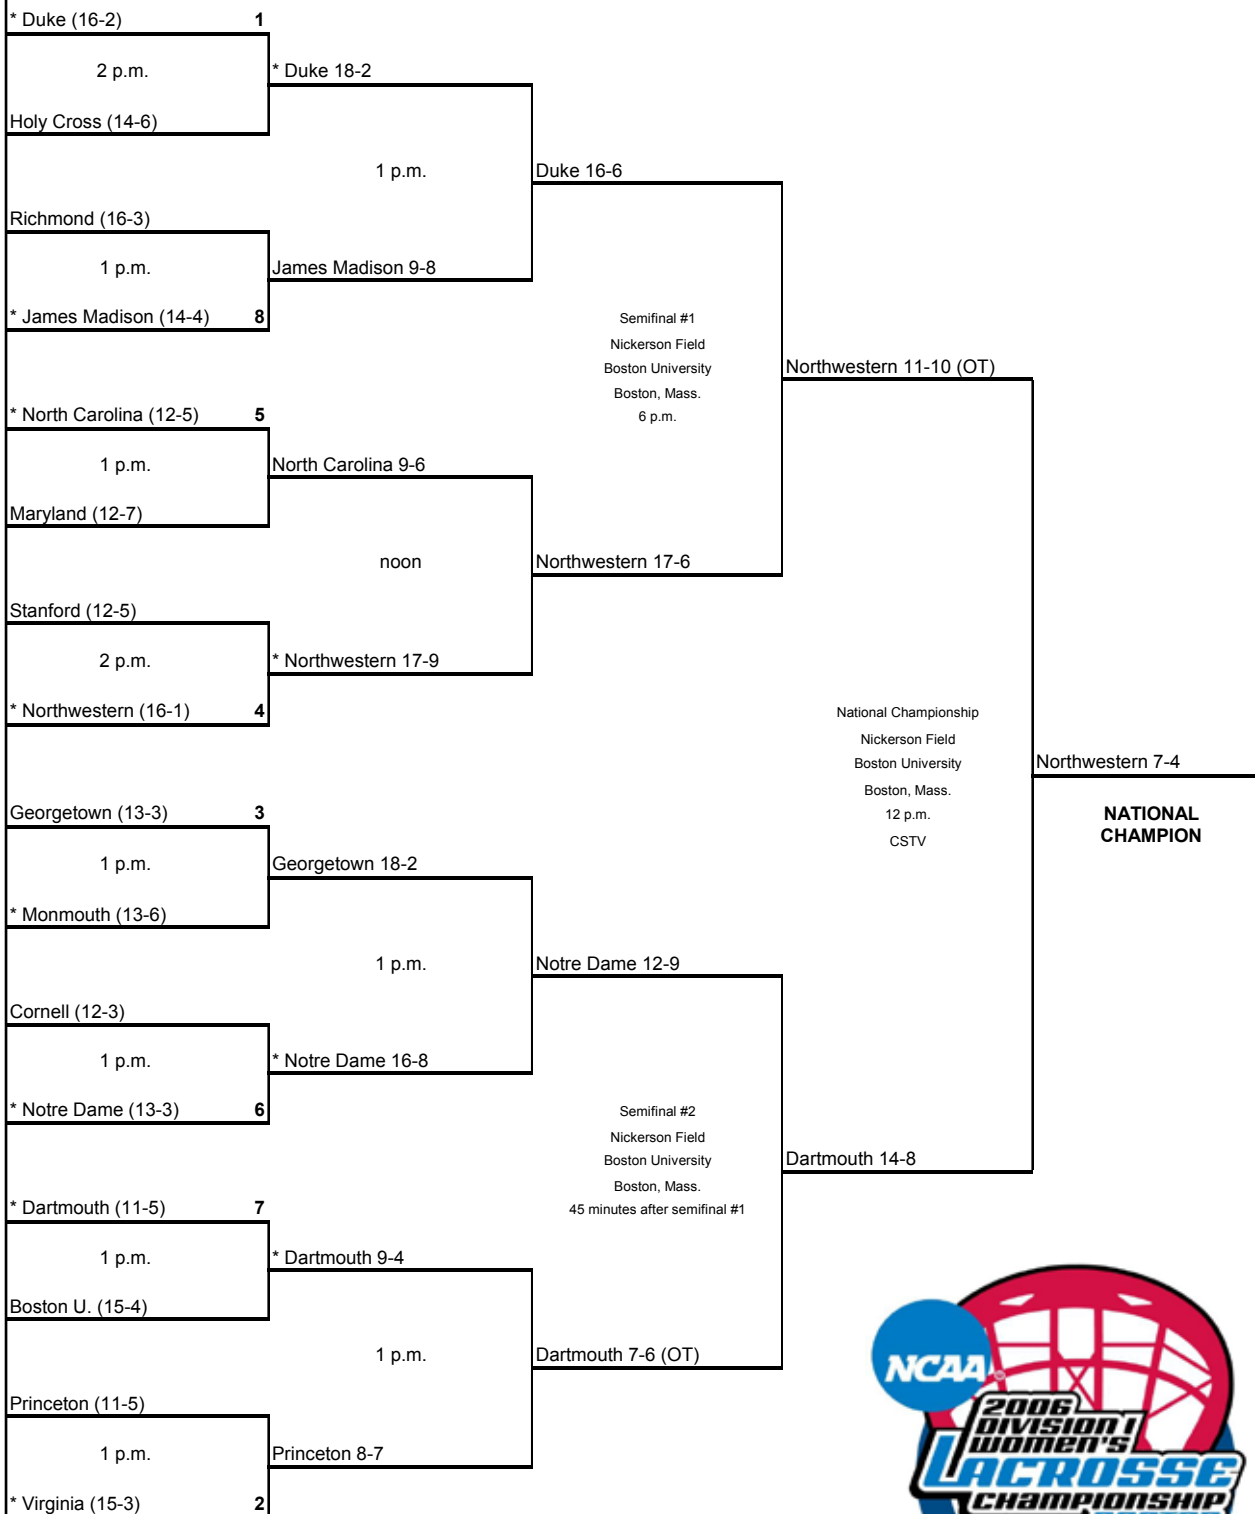 * Duke (16-2) 1
2 p.m.
* Duke 18-2
Holy Cross (14-6)
1 p.m.
Duke 16-6
Richmond (16-3)
1 p.m.
James Madison 9-8
* James Madison (14-4) 8
Semifinal #1
Nickerson Field
Boston University
Boston, Mass.
6 p.m.
Northwestern 11-10 (OT)
* North Carolina (12-5) 5
1 p.m.
North Carolina 9-6
Maryland (12-7)
noon
Northwestern 17-6
Stanford (12-5)
2 p.m.
* Northwestern 17-9
* Northwestern (16-1) 4
National Championship
Nickerson Field
Boston University
Boston, Mass.
12 p.m.
CSTV
Northwestern 7-4
NATIONAL
CHAMPION
Georgetown (13-3) 3
1 p.m.
Georgetown 18-2
* Monmouth (13-6)
1 p.m.
Notre Dame 12-9
Cornell (12-3)
1 p.m.
* Notre Dame 16-8
* Notre Dame (13-3) 6
Semifinal #2
Nickerson Field
Boston University
Boston, Mass.
45 minutes after semifinal #1
Dartmouth 14-8
* Dartmouth (11-5) 7
1 p.m.
* Dartmouth 9-4
Boston U. (15-4)
1 p.m.
Dartmouth 7-6 (OT)
Princeton (11-5)
1 p.m.
Princeton 8-7
* Virginia (15-3) 2
NCAA
2006
DIVISION I
WOMEN'S
LACROSSE
CHAMPIONSHIP